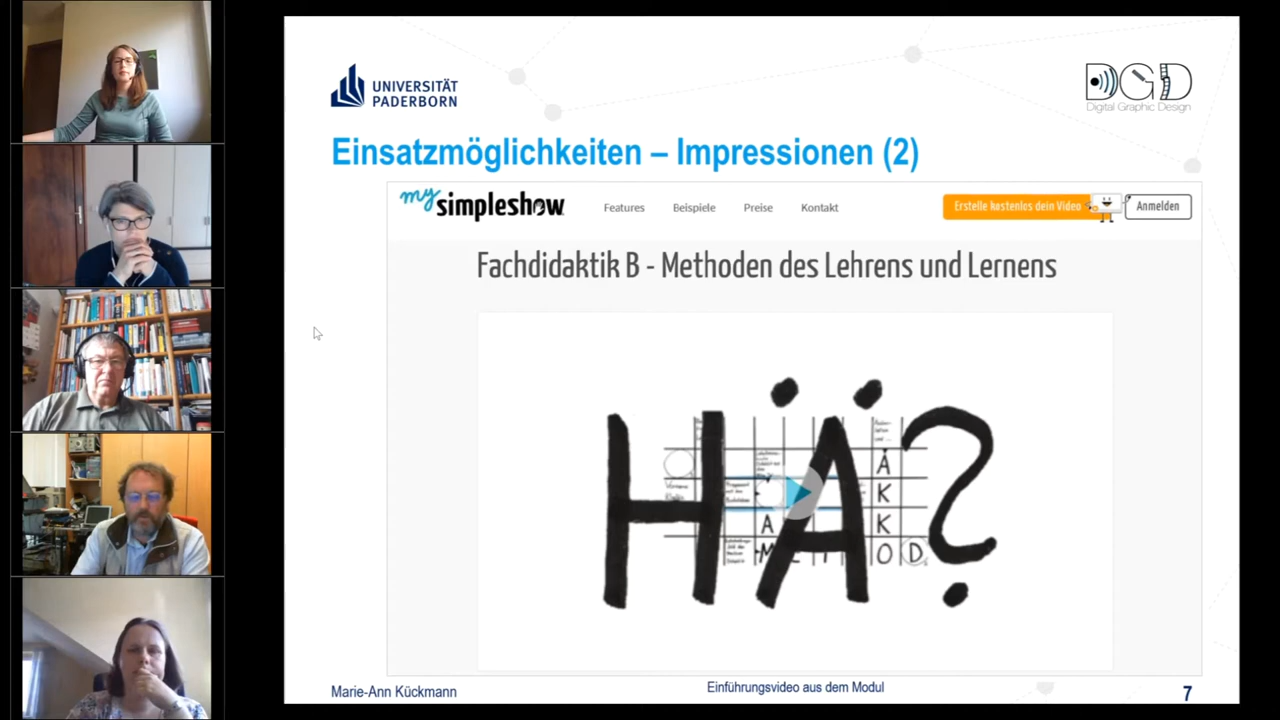 UNIVERSITÄT
PADERBORN
DGD
Digital Graphic Design
Einsatzmöglichkeiten – Impressionen (2)
my simpleshow
Features Beispiele Preise Kontakt
Erstelle kostenlos dein Video
Anmelden
Fachdidaktik B - Methoden des Lehrens und Lernens
HÄ?
A
K
K
A
M
O
D
Marie-Ann Kückmann
Einführungsvideo aus dem Modul
7